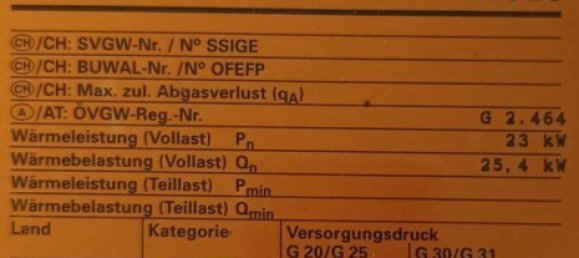 CH/CH: SVGW-Nr. / N° SSIGE
CH/CH: BUWAL-Nr. /N° OFEFP
CH/CH: Max. zul. Abgasverlust (qA)
A/AT: ÖVGW-Reg.-Nr. G 2.464
Wärmeleistung (Vollast) Pn 23 kW
Wärmebelastung (Vollast) Qn 25,4 kW
Wärmeleistung (Teillast) Pmin
Wärmebelastung (Teillast) Qmin
Land Kategorie Versorgungsdruck
G 20/G 25 G 30/G 31